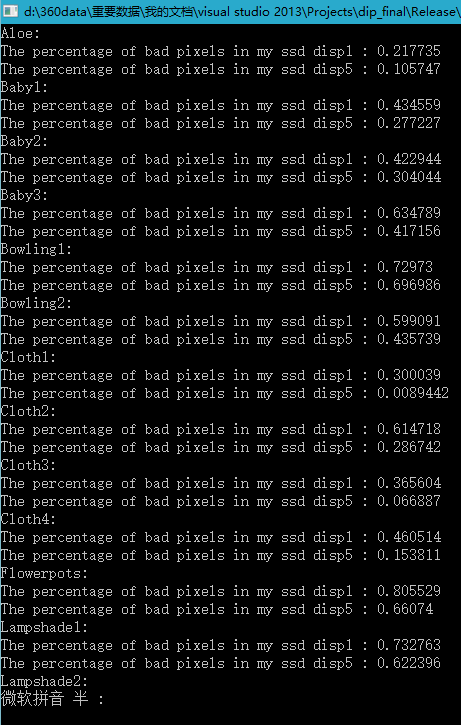 d:\360data\重要数据\我的文档\visual studio 2013\Projects\dip_final\Release\
Aloe:
The percentage of bad pixels in my ssd disp1 : 0.217735
The percentage of bad pixels in my ssd disp5 : 0.105747
Baby1:
The percentage of bad pixels in my ssd disp1 : 0.434559
The percentage of bad pixels in my ssd disp5 : 0.277227
Baby2:
The percentage of bad pixels in my ssd disp1 : 0.422944
The percentage of bad pixels in my ssd disp5 : 0.304044
Baby3:
The percentage of bad pixels in my ssd disp1 : 0.634789
The percentage of bad pixels in my ssd disp5 : 0.417156
Bowling1:
The percentage of bad pixels in my ssd disp1 : 0.72973
The percentage of bad pixels in my ssd disp5 : 0.696986
Bowling2:
The percentage of bad pixels in my ssd disp1 : 0.599091
The percentage of bad pixels in my ssd disp5 : 0.435739
Cloth1:
The percentage of bad pixels in my ssd disp1 : 0.300039
The percentage of bad pixels in my ssd disp5 : 0.0089442
Cloth2:
The percentage of bad pixels in my ssd disp1 : 0.614718
The percentage of bad pixels in my ssd disp5 : 0.286742
Cloth3:
The percentage of bad pixels in my ssd disp1 : 0.365604
The percentage of bad pixels in my ssd disp5 : 0.066887
Cloth4:
The percentage of bad pixels in my ssd disp1 : 0.460514
The percentage of bad pixels in my ssd disp5 : 0.153811
Flowerpots:
The percentage of bad pixels in my ssd disp1 : 0.805529
The percentage of bad pixels in my ssd disp5 : 0.66074
Lampshade1:
The percentage of bad pixels in my ssd disp1 : 0.732763
The percentage of bad pixels in my ssd disp5 : 0.622396
Lampshade2:
微软拼音 半 :